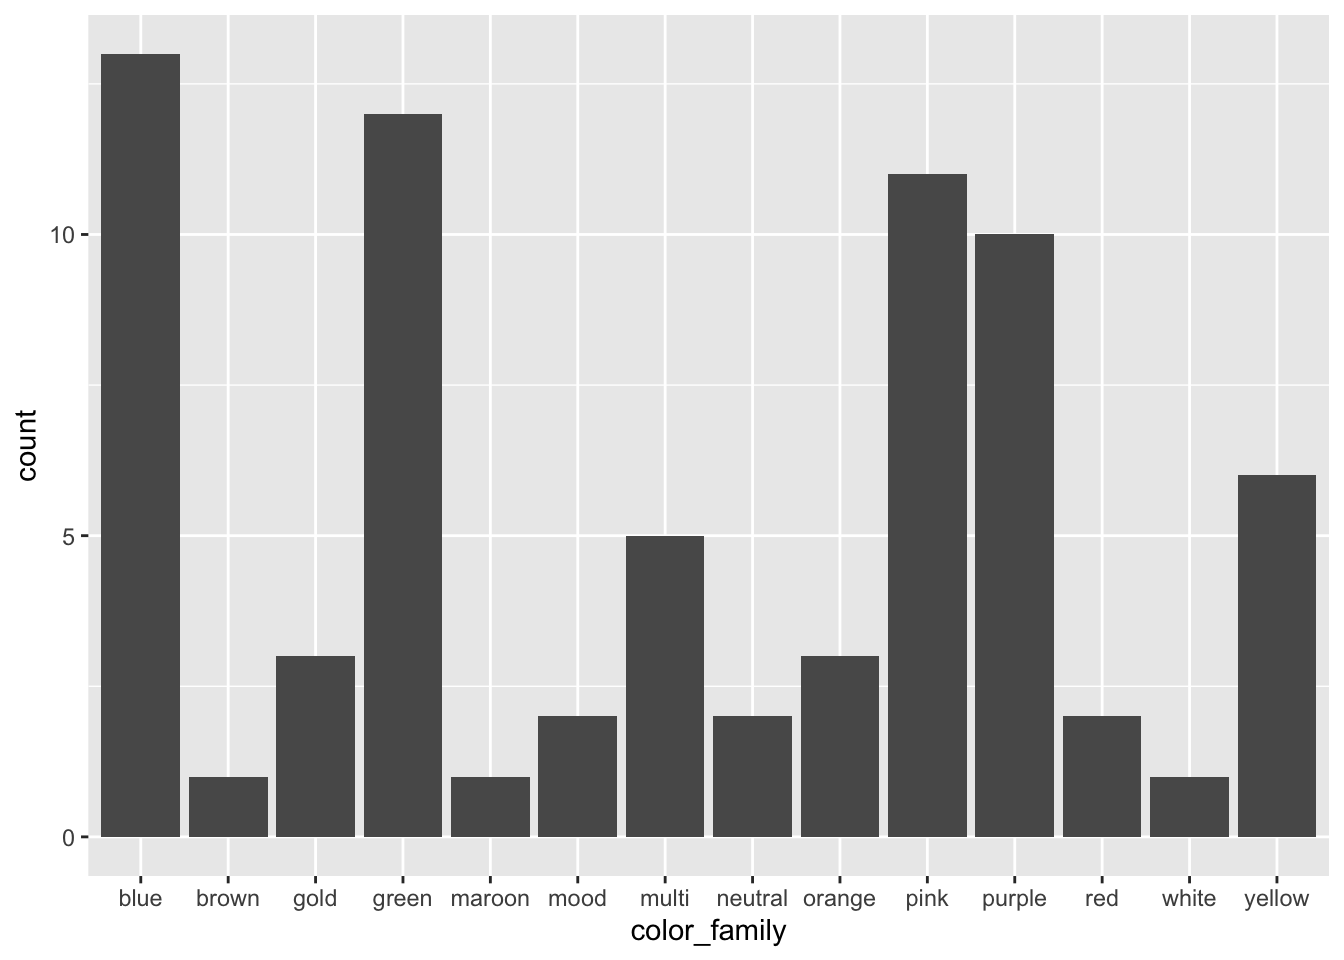 count
10
5
0
blue brown gold green maroon mood multi neutral orange pink purple red white yellow
color_family